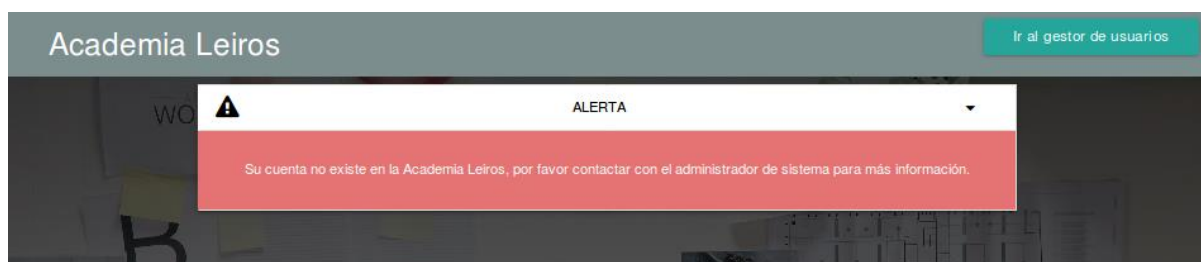 Academia Leiros
Ir al gestor de usuarios
WO
ALERTA
Su cuenta no existe en la Academia Leiros, por favor contactar con el administrador de sistema para más información.
B